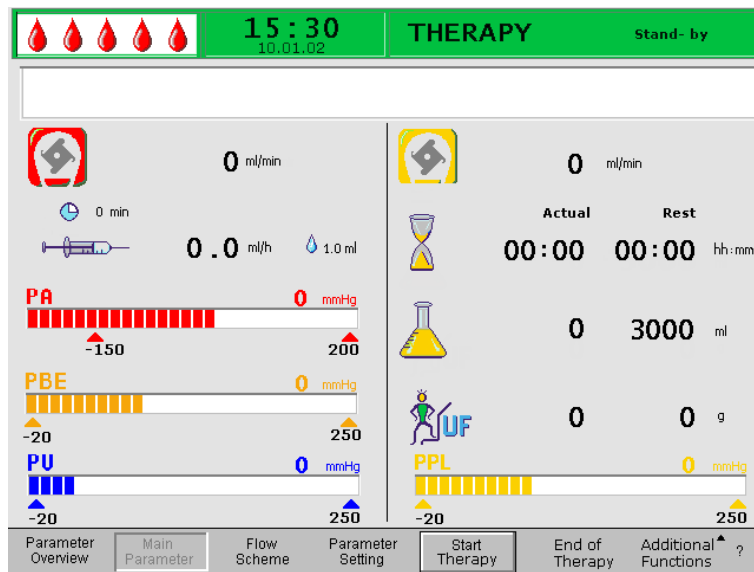 15:30
10.01.02
THERAPY
Stand- by
0 ml/min
0 min
0.0 ml/h 1.0 ml
PA 0 mmHg
-150 200
PBE 0 mmHg
-20 250
PV 0 mmHg
-20 250
0 ml/min
Actual Rest
00:00 00:00 hh:mm
0 3000 ml
UF 0 0 g
PPL 0 mmHg
-20 250
Parameter Overview
Main Parameter
Flow Scheme
Parameter Setting
Start Therapy
End of Therapy
Additional Functions
?